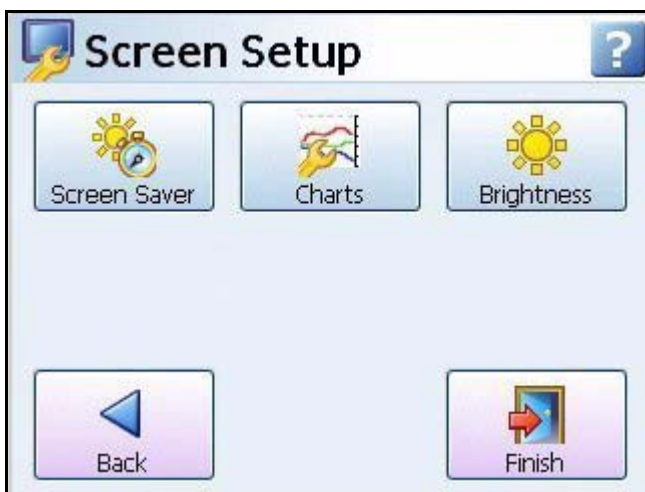 Screen Setup
?
Screen Saver
Charts
Brightness
Back
Finish